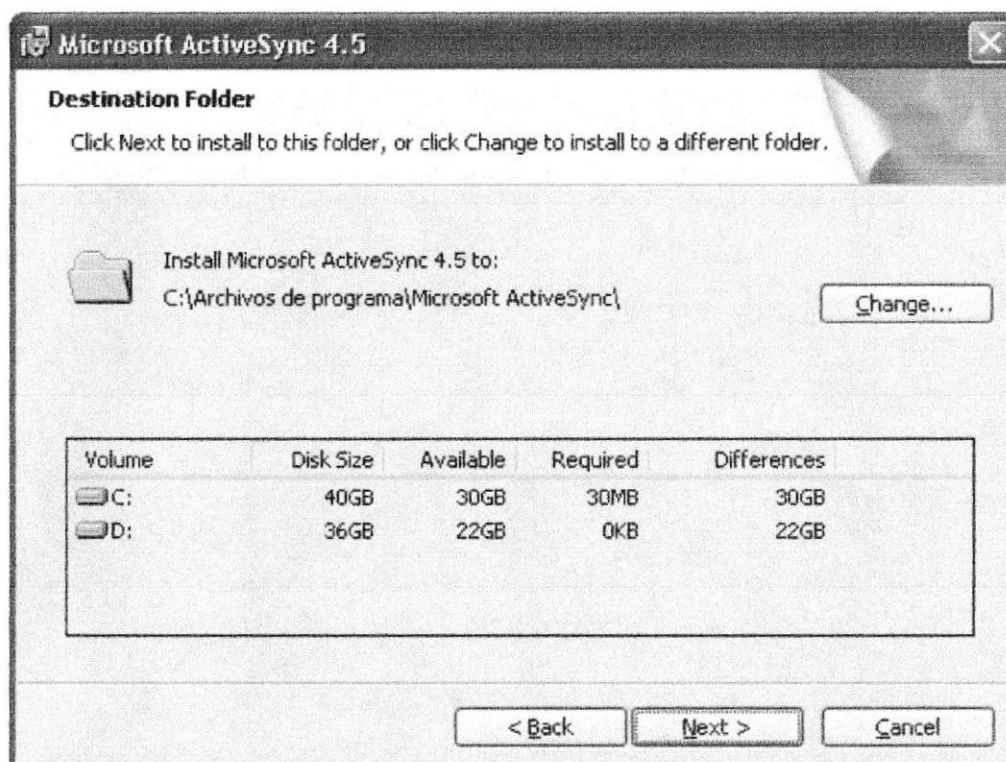 Microsoft ActiveSync 4.5
Destination Folder
Click Next to install to this folder, or click Change to install to a different folder.
Install Microsoft ActiveSync 4.5 to:
C:\Archivos de programa\Microsoft ActiveSync\
Change...
Volume Disk Size Available Required Differences
C: 40GB 30GB 30MB 30GB
D: 36GB 22GB 0KB 22GB
< Back Next > Cancel